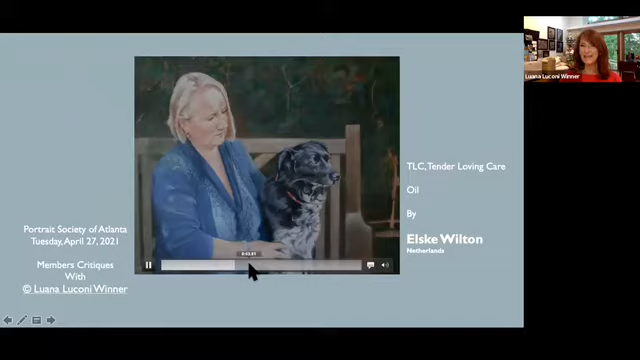 Luana Luconi Winner
TLC, Tender Loving Care
Oil
By
Elske Wilton
Netherlands
Portrait Society of Atlanta
Tuesday, April 27, 2021
Members Critiques
With
© Luana Luconi Winner